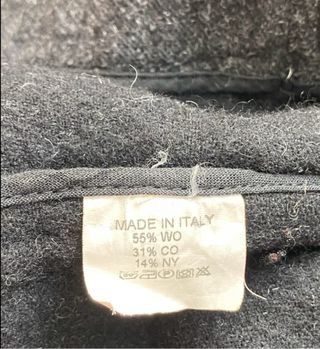 MADE IN ITALY
55% WO
31% CO
14% NY